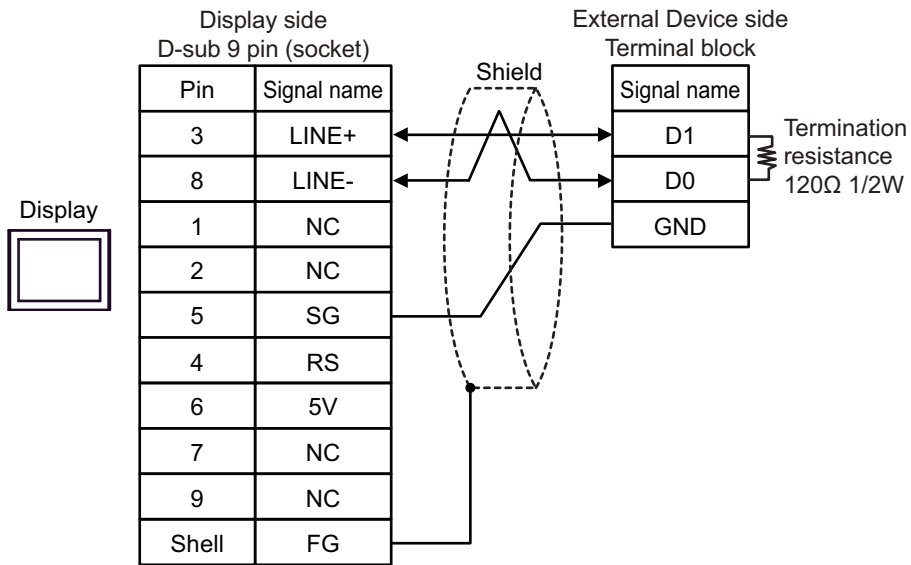 Display side
D-sub 9 pin (socket)
External Device side
Terminal block
Shield
Pin Signal name
Signal name
3 LINE+
D1
8 LINE-
D0
Termination
resistance
120Ω 1/2W
Display
1 NC
GND
2 NC
5 SG
4 RS
6 5V
7 NC
9 NC
Shell FG